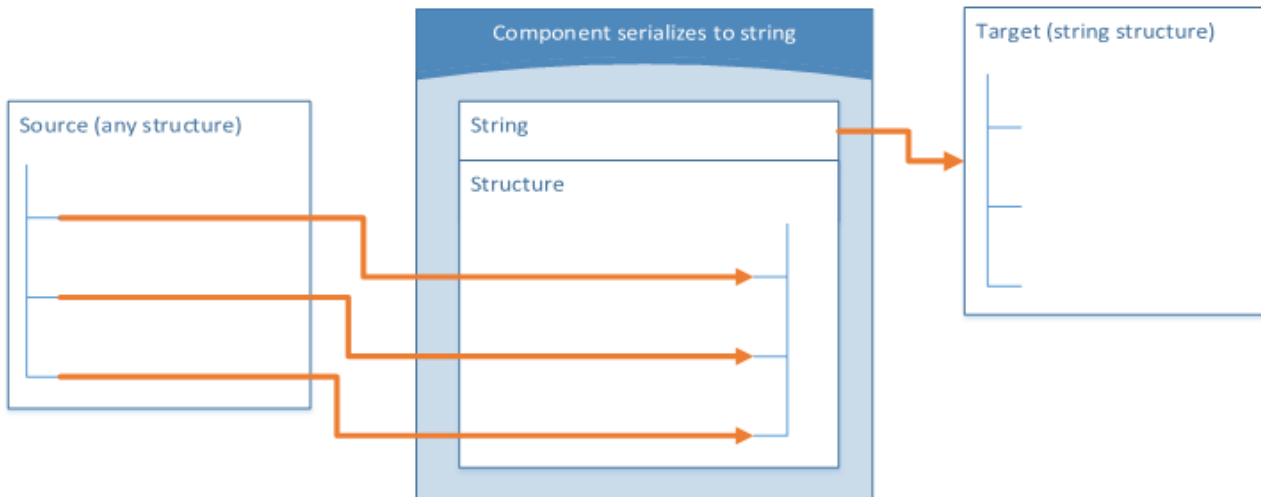 Component serializes to string
Target (string structure)
Source (any structure)
String
Structure